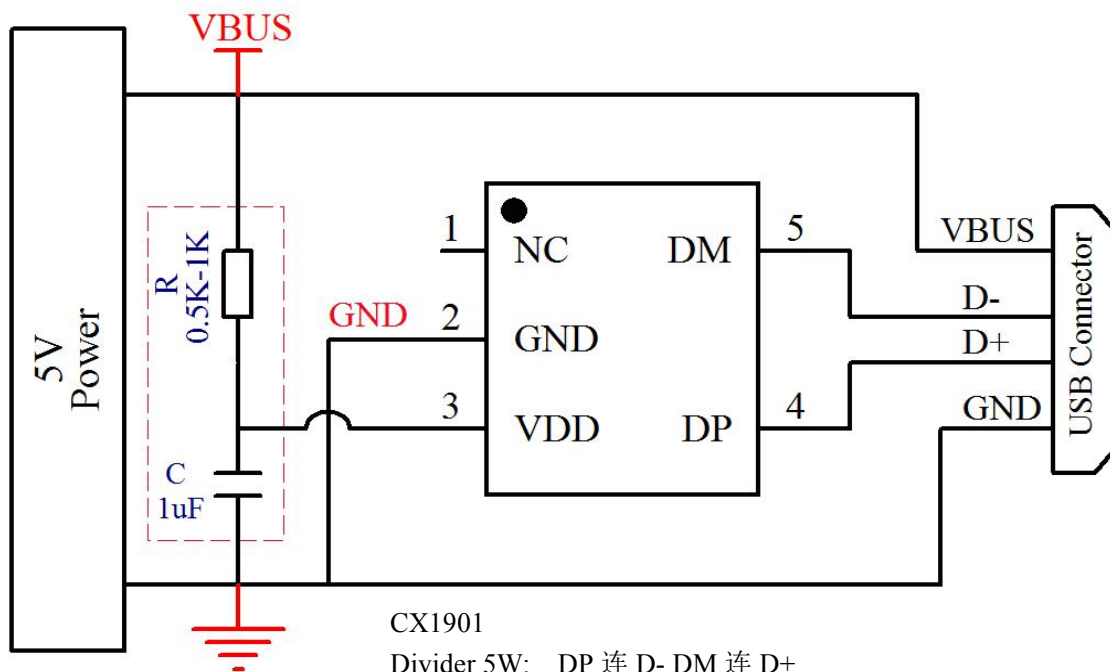 VBUS
5V
Power
R
0.5K-1K
C
1uF
GND
1
2
3
NC
GND
VDD
DM
DP
5
4
VBUS
D-
D+
GND
USB Connector
CX1901
Divider 5W: DP 连 D- DM 连 D+